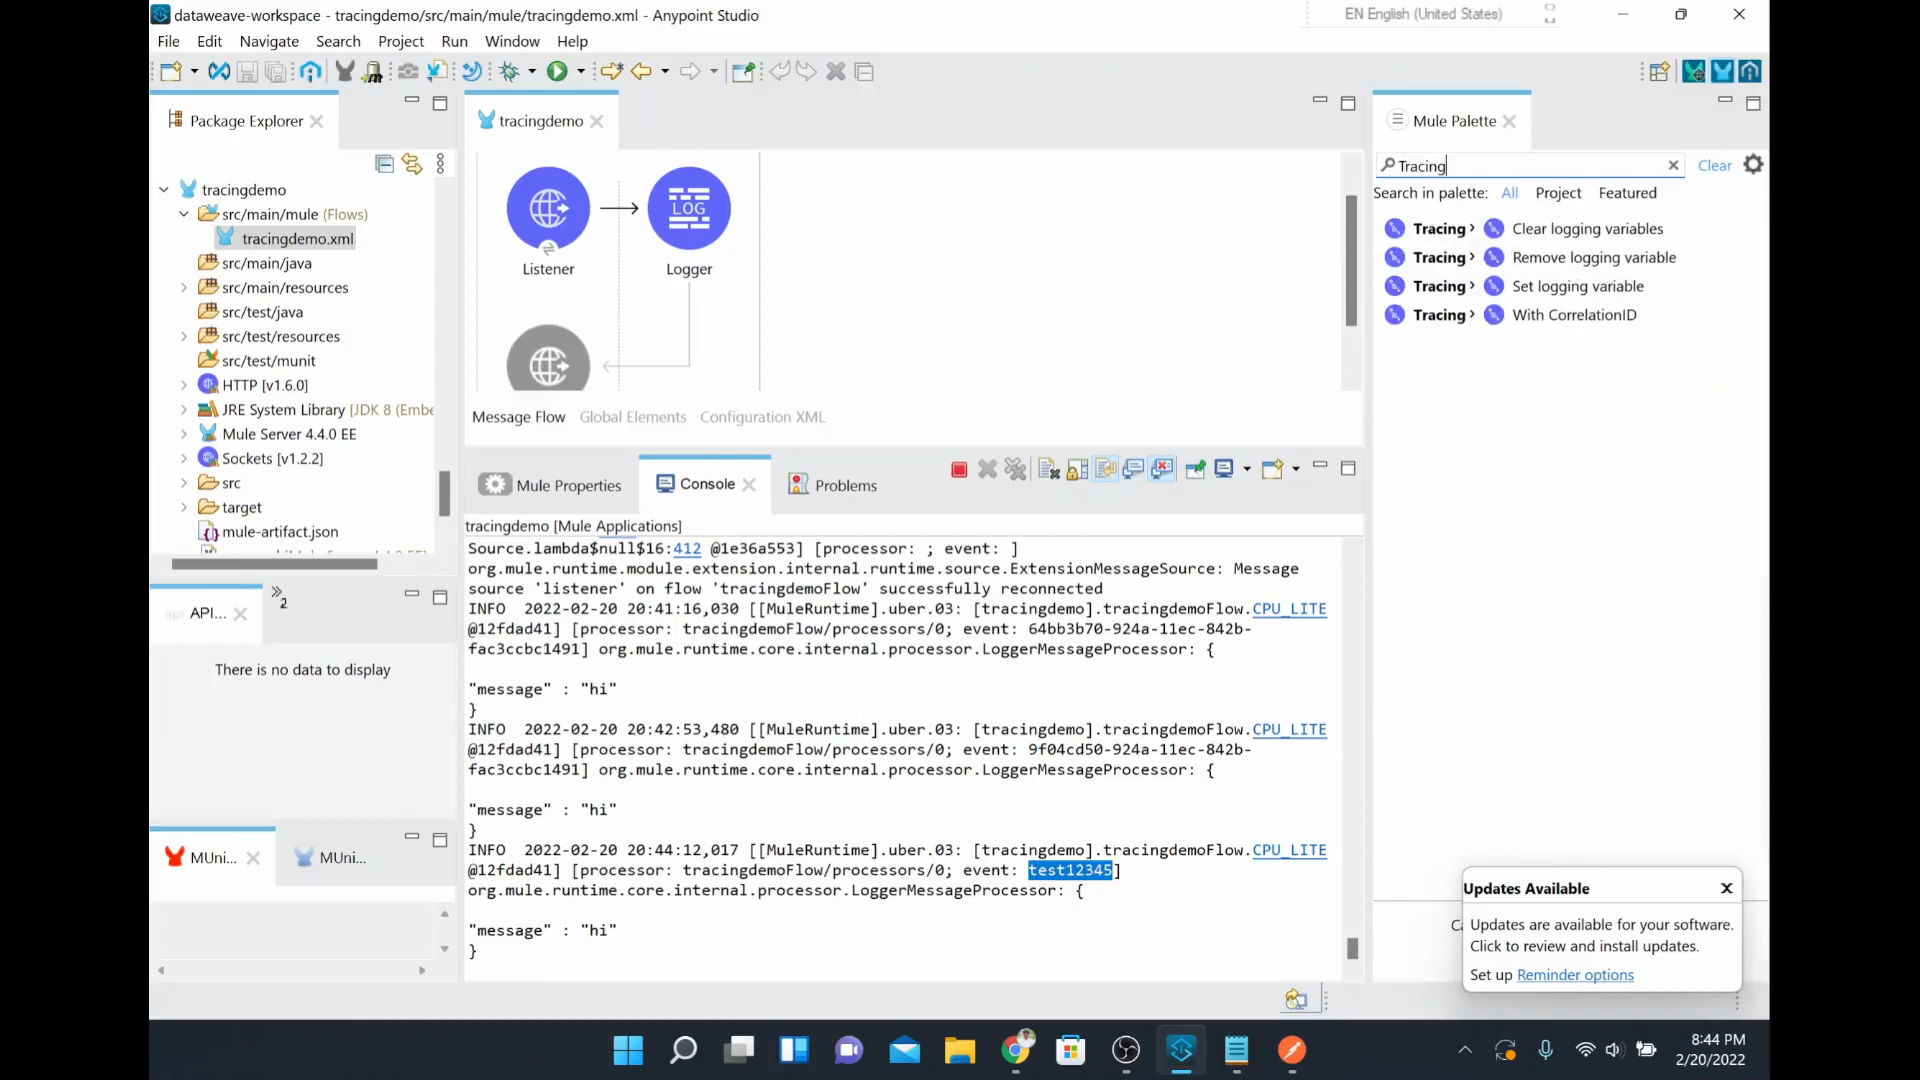 dataweave-workspace - tracingdemo/src/main/mule/tracingdemo.xml - Anypoint Studio
EN English (United States)
File Edit Navigate Search Project Run Window Help
Package Explorer
tracingdemo
src/main/mule (Flows)
tracingdemo.xml
src/main/java
src/main/resources
src/test/java
src/test/resources
src/test/munit
HTTP [v1.6.0]
JRE System Library [JDK 8 (Embe
Mule Server 4.4.0 EE
Sockets [v1.2.2]
src
target
mule-artifact.json
API...
2
There is no data to display
MUni...
MUni...
tracingdemo
LOG
Listener
Logger
Message Flow Global Elements Configuration XML
Mule Properties
Console
Problems
tracingdemo [Mule Applications]
Source.lambda$null$16:412 @1e36a553] [processor: ; event: ]
org.mule.runtime.module.extension.internal.runtime.source.ExtensionMessageSource: Message
source 'listener' on flow 'tracingdemoFlow' successfully reconnected
INFO  2022-02-20 20:41:16,030 [[MuleRuntime].uber.03: [tracingdemo].tracingdemoFlow.CPU_LITE
@12fdad41] [processor: tracingdemoFlow/processors/0; event: 64bb3b70-924a-11ec-842b-
fac3ccbc1491] org.mule.runtime.core.internal.processor.LoggerMessageProcessor: {
"message" : "hi"
}
INFO  2022-02-20 20:42:53,480 [[MuleRuntime].uber.03: [tracingdemo].tracingdemoFlow.CPU_LITE
@12fdad41] [processor: tracingdemoFlow/processors/0; event: 9f04cd50-924a-11ec-842b-
fac3ccbc1491] org.mule.runtime.core.internal.processor.LoggerMessageProcessor: {
"message" : "hi"
}
INFO  2022-02-20 20:44:12,017 [[MuleRuntime].uber.03: [tracingdemo].tracingdemoFlow.CPU_LITE
@12fdad41] [processor: tracingdemoFlow/processors/0; event: test12345]
org.mule.runtime.core.internal.processor.LoggerMessageProcessor: {
"message" : "hi"
}
Mule Palette
Tracing
Clear
Search in palette: All Project Featured
Tracing > Clear logging variables
Tracing > Remove logging variable
Tracing > Set logging variable
Tracing > With CorrelationID
Updates Available
Updates are available for your software.
Click to review and install updates.
Set up Reminder options
8:44 PM
2/20/2022